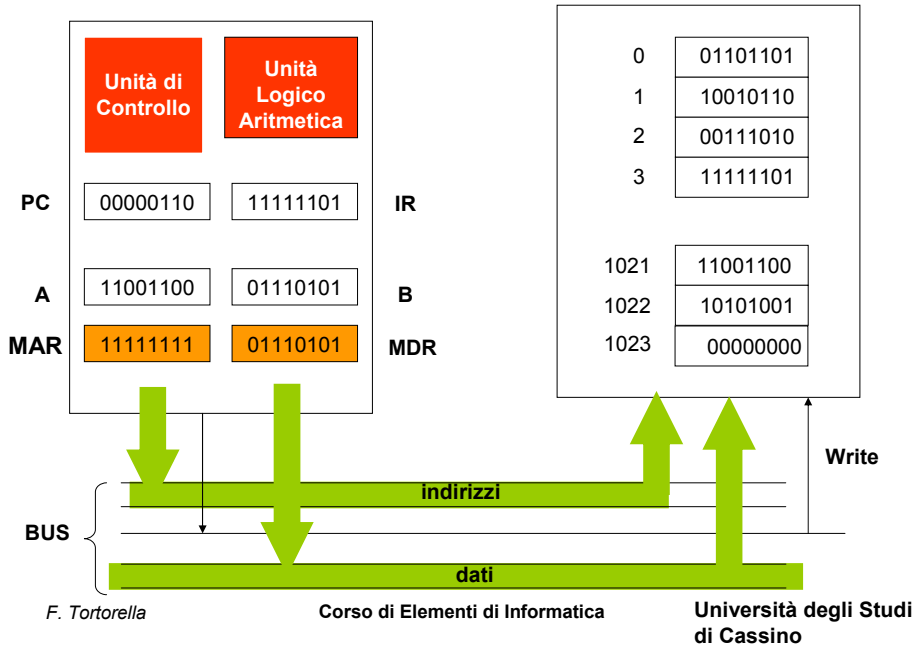 Unità di
Controllo
Unità
Logico
Aritmetica
PC
00000110
11111101
IR
A
11001100
01110101
B
MAR
11111111
01110101
MDR
0
01101101
1
10010110
2
00111010
3
11111101
1021
11001100
1022
10101001
1023
00000000
Write
indirizzi
BUS
dati
F. Tortorella
Corso di Elementi di Informatica
Università degli Studi
di Cassino